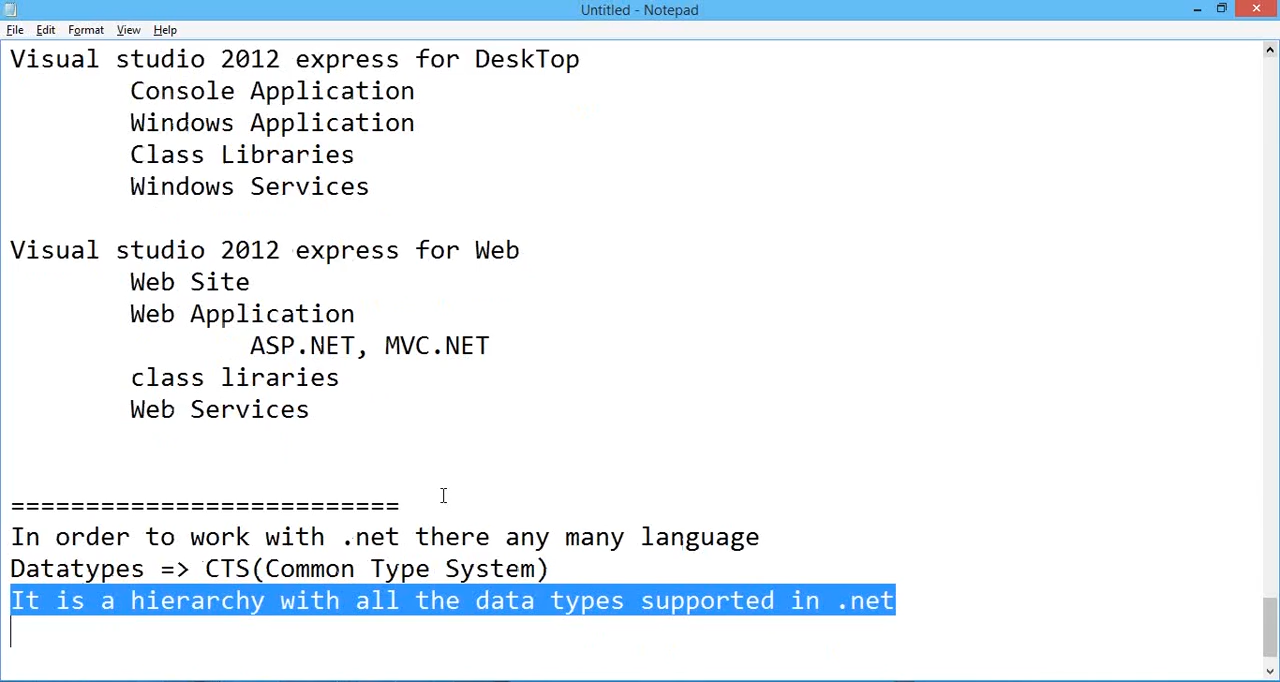 Untitled - Notepad
File Edit Format View Help
Visual studio 2012 express for DeskTop
Console Application
Windows Application
Class Libraries
Windows Services
Visual studio 2012 express for Web
Web Site
Web Application
ASP.NET, MVC.NET
class liraries
Web Services
==========================
In order to work with .net there any many language
Datatypes => CTS(Common Type System)
It is a hierarchy with all the data types supported in .net